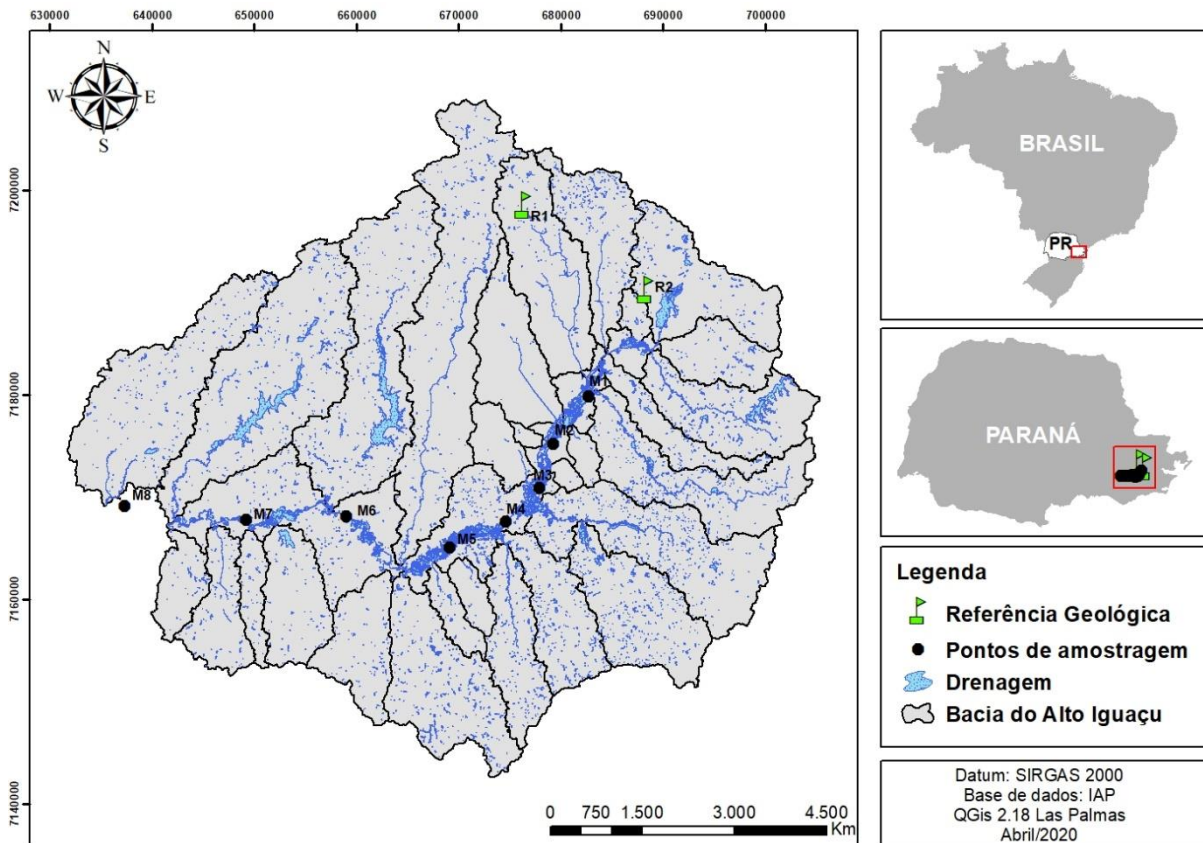 630000 640000 650000 660000 670000 680000 690000 700000
N
W E
S
7200000
7180000
7160000
7140000
R1
R2
M1
M2
M3
M4
M5
M6
M7
M8
0 750 1.500 3.000 4.500
Km
BRASIL
PR
PARANÁ
Legenda
Referência Geológica
Pontos de amostragem
Drenagem
Bacia do Alto Iguaçu
Datum: SIRGAS 2000
Base de dados: IAP
QGis 2.18 Las Palmas
Abril/2020